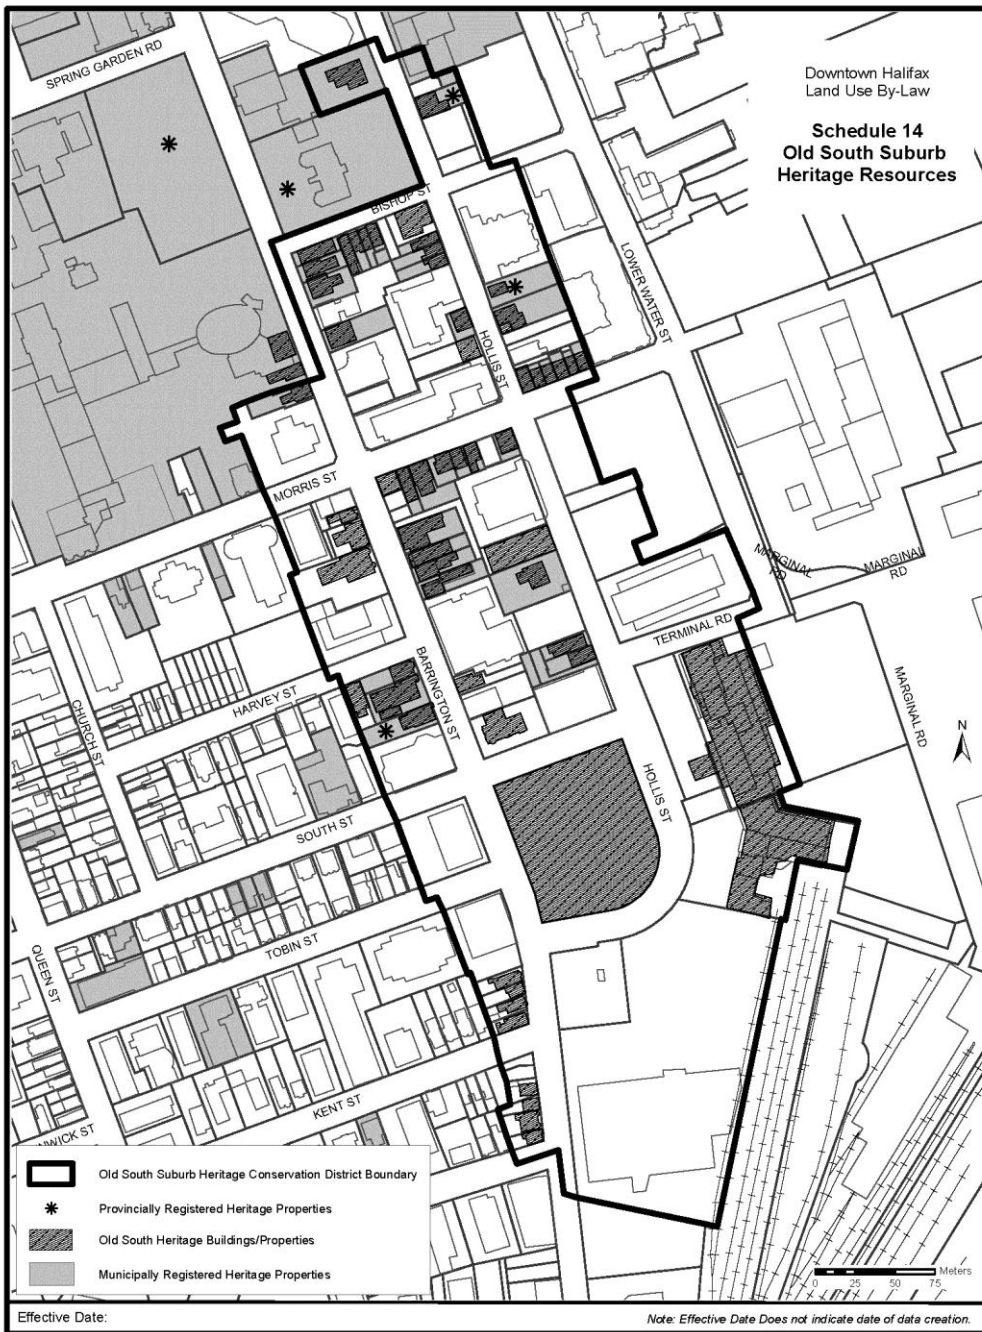 SPRING GARDEN RD
Downtown Halifax
Land Use By-Law
Schedule 14
Old South Suburb
Heritage Resources
BISHOP ST
LOWER WATER ST
HOLLIS ST
MORRIS ST
MARGINAL
RD
MARGINAL
RD
TERMINAL RD
BARRINGTON ST
HARVEY ST
CHURCH ST
MARGINAL RD
N
HOLLIS ST
SOUTH ST
TOBIN ST
QUEEN ST
KENT ST
NWICK ST
Old South Suburb Heritage Conservation District Boundary
Provincially Registered Heritage Properties
Old South Heritage Buildings/Properties
Municipally Registered Heritage Properties
Meters
0 25 50 75
Effective Date:
Note: Effective Date Does not indicate date of data creation.